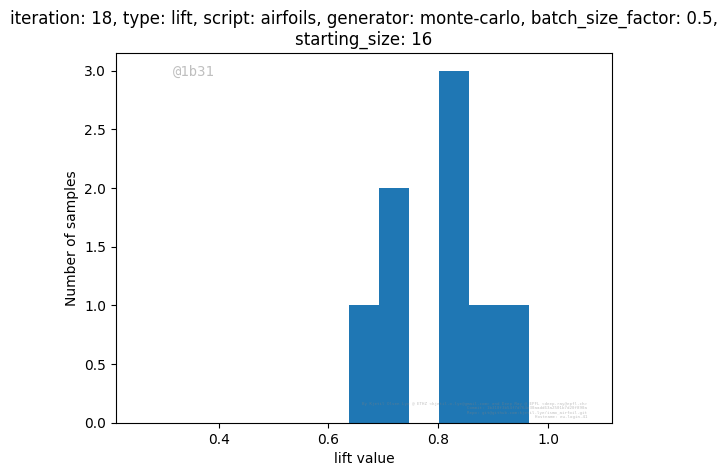 iteration: 18, type: lift, script: airfoils, generator: monte-carlo, batch_size_factor: 0.5,
starting_size: 16
@1b31
3.0
2.5
2.0
1.5
1.0
0.5
0.0
Number of samples
0.4 0.6 0.8 1.0
lift value